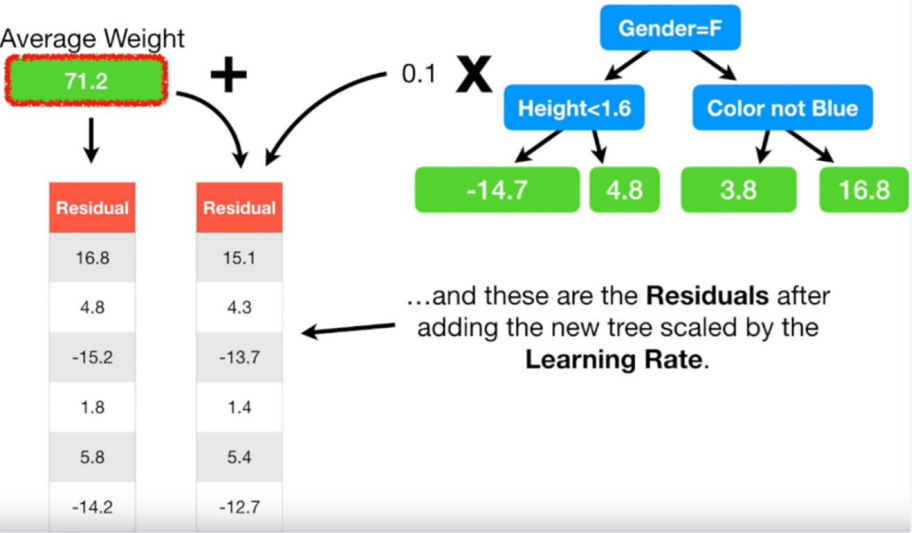 Average Weight
71.2
+
0.1 X
Gender=F
Height<1.6
Color not Blue
-14.7
4.8
3.8
16.8
Residual
16.8
4.8
-15.2
1.8
5.8
-14.2
Residual
15.1
4.3
-13.7
1.4
5.4
-12.7
...and these are the Residuals after
adding the new tree scaled by the
Learning Rate.